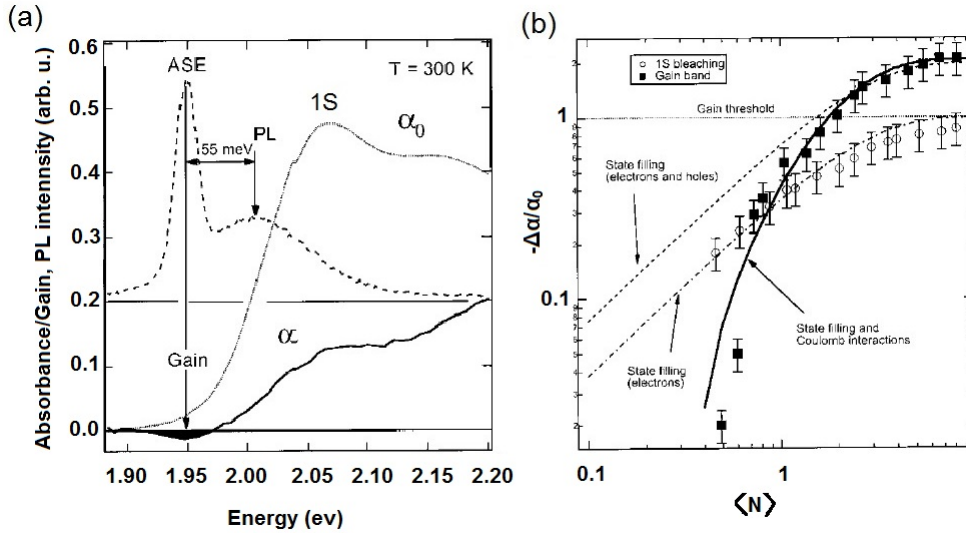 (a)
Absorbance/Gain, PL intennsity (arb. u.)
0.6
0.5
0.4
0.3
0.2
0.1
0.0
ASE
T = 300 K
1S
α₀
PL
55 meV
α
Gain
1.90 1.95 2.00 2.05 2.10 2.15 2.20
Energy (ev)
(b)
-Δα/α₀
1
0.1
○ 1S bleaching
■ Gain band
Gain threshold
State filling
(electrons and holes)
State filling and
Coulomb interactions
State filling
(electrons)
0.1 1
⟨N⟩